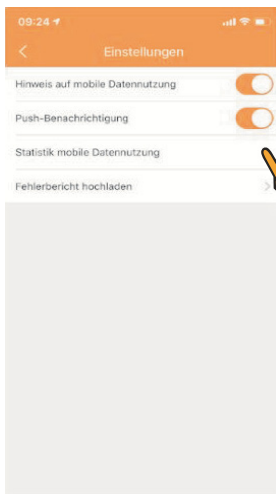 09:24
Einstellungen
Hinweis auf mobile Datennutzung
Push-Benachrichtigung
Statistik mobile Datennutzung
Fehlerbericht hochladen